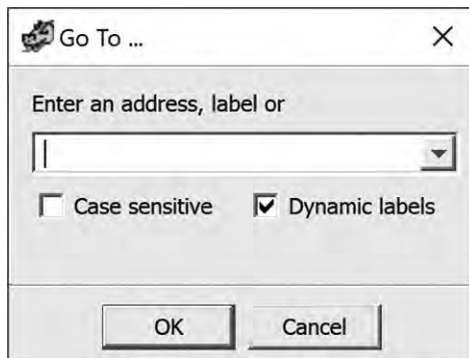 Go To ...
Enter an address, label or
Case sensitive Dynamic labels
OK Cancel